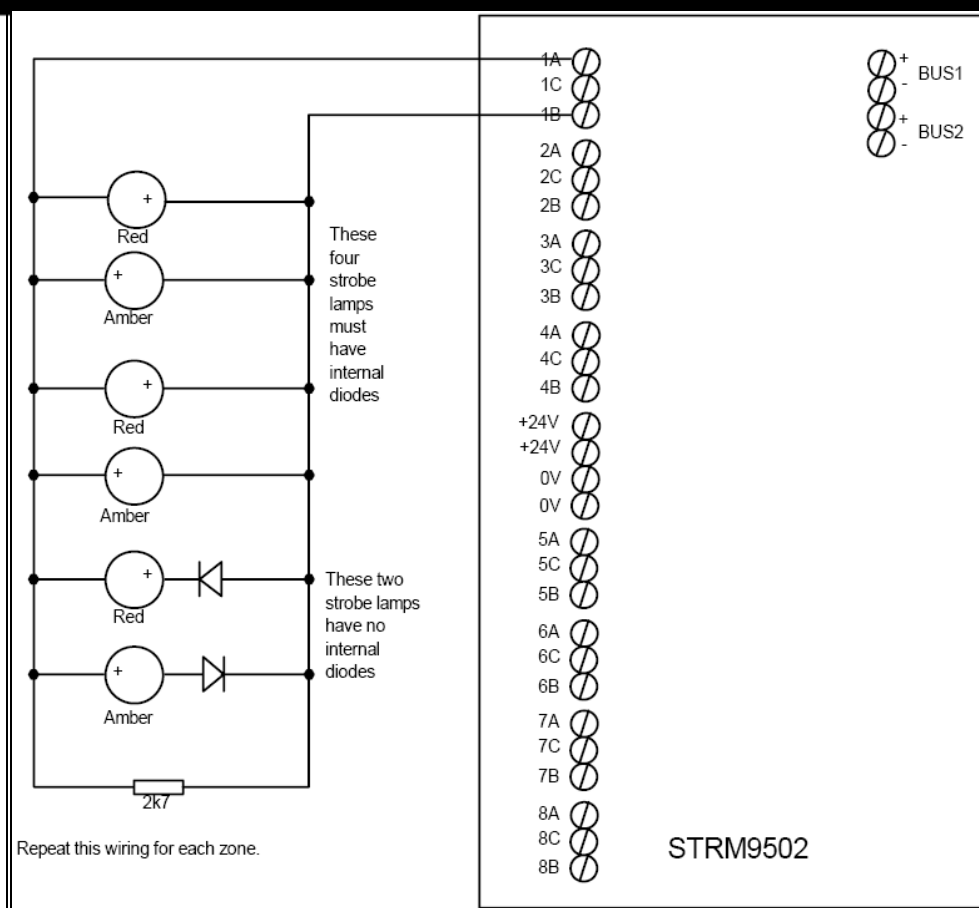 1A
1C
1B
+
-
BUS1
+
-
BUS2
2A
2C
2B
3A
3C
3B
4A
4C
4B
+24V
+24V
0V
0V
5A
5C
5B
6A
6C
6B
7A
7C
7B
8A
8C
8B
+
Red
+
Amber
+
Red
+
Amber
These
four
strobe
lamps
must
have
internal
diodes
+
Red
+
Amber
These two
strobe lamps
have no
internal
diodes
2k7
Repeat this wiring for each zone.
STRM9502